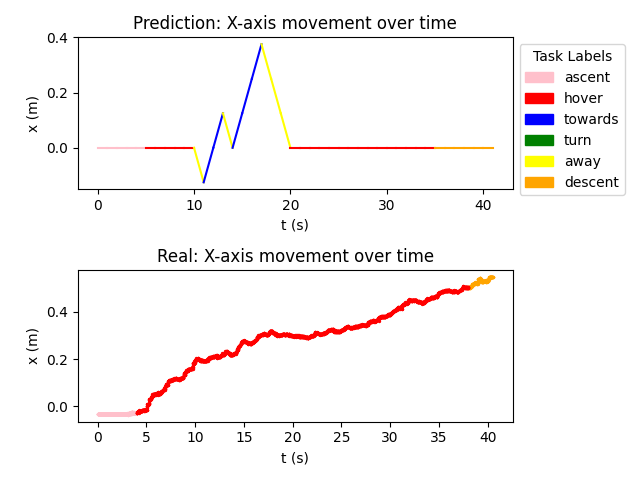 Prediction: X-axis movement over time
0.4
0.2
0.0
x (m)
0
10
20
30
40
t (s)
Task Labels
ascent
hover
towards
turn
away
descent
Real: X-axis movement over time
0.4
0.2
0.0
x (m)
0
5
10
15
20
25
30
35
40
t (s)